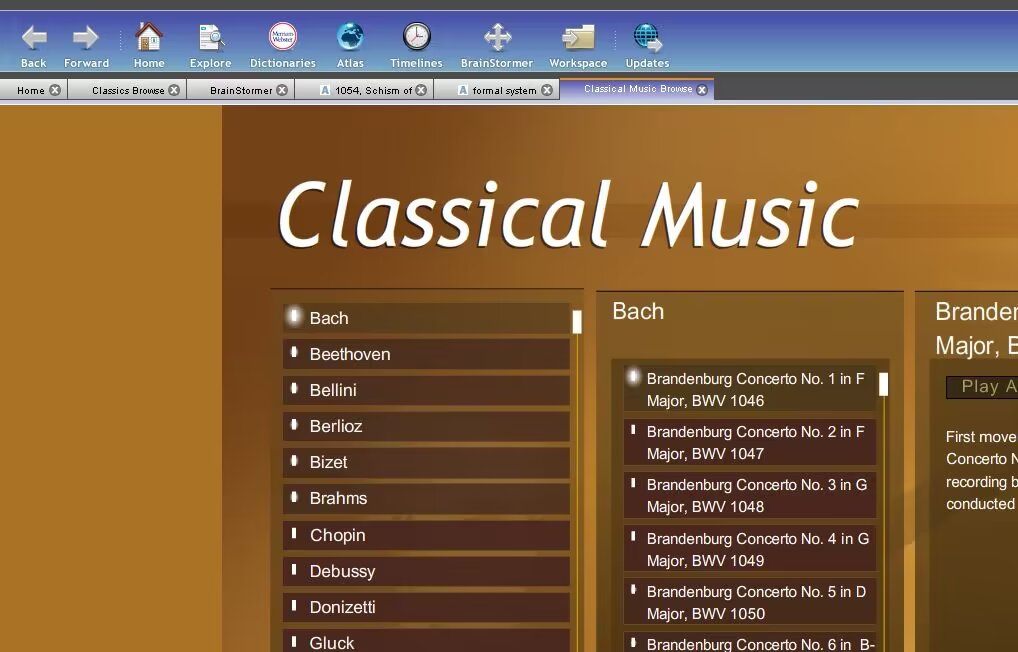 Back Forward Home Explore Dictionaries Atlas Timelines BrainStormer Workspace Updates
Merriam Webster
Home Classics Browse BrainStormer A 1054, Schism of A formal system Classical Music Browse
Classical Music
Bach
Beethoven
Bellini
Berlioz
Bizet
Brahms
Chopin
Debussy
Donizetti
Gluck
Bach
Brandenburg Concerto No. 1 in F
Major, BWV 1046
Brandenburg Concerto No. 2 in F
Major, BWV 1047
Brandenburg Concerto No. 3 in G
Major, BWV 1048
Brandenburg Concerto No. 4 in G
Major, BWV 1049
Brandenburg Concerto No. 5 in D
Major, BWV 1050
Brandenburg Concerto No. 6 in B-
Branden
Major, B
Play A
First move
Concerto N
recording b
conducted